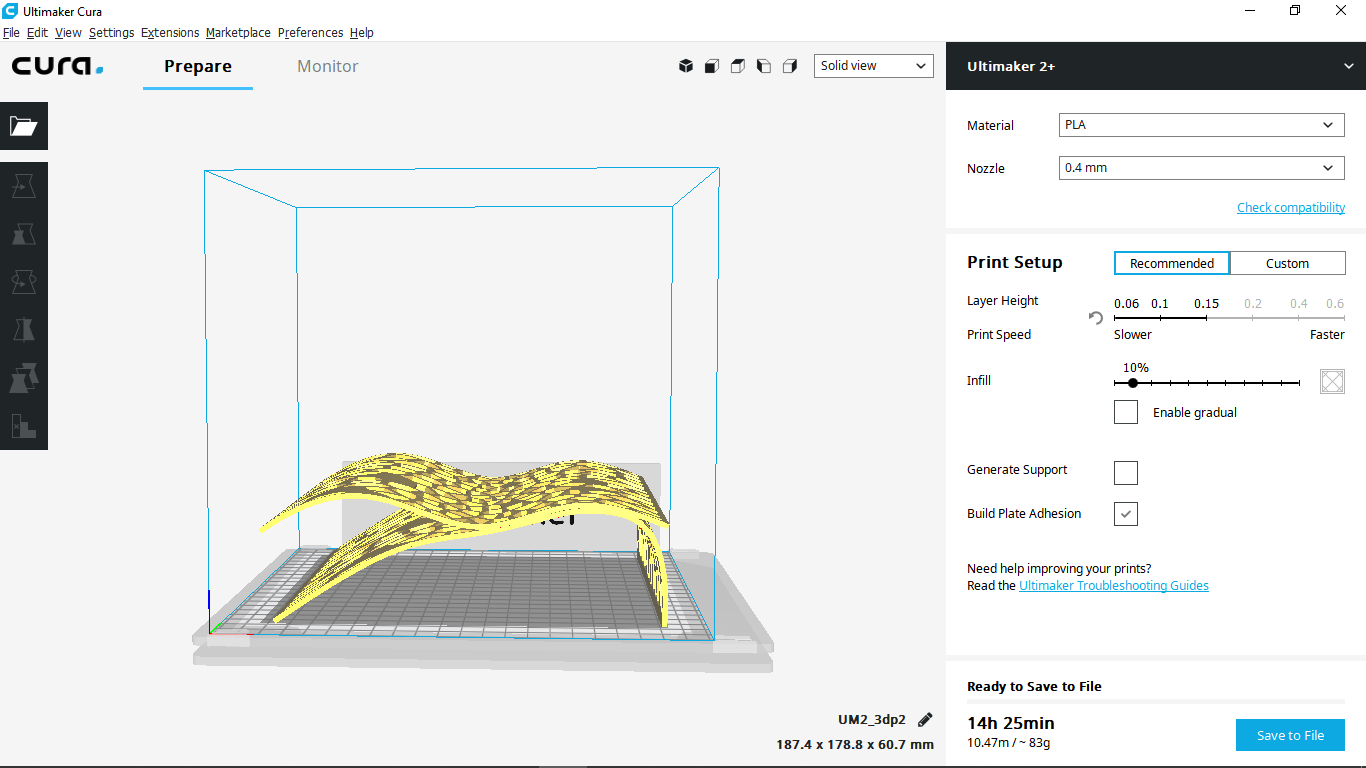 Ultimaker Cura
File Edit View Settings Extensions Marketplace Preferences Help
cura.
Prepare
Monitor
Solid view
Ultimaker 2+
Material
PLA
Nozzle
0.4 mm
Check compatibility
Print Setup
Recommended
Custom
Layer Height
0.06 0.1 0.15 0.2 0.4 0.6
Print Speed
Slower
Faster
10%
Infill
Enable gradual
Generate Support
Build Plate Adhesion
Need help improving your prints?
Read the Ultimaker Troubleshooting Guides
UM2_3dp2
187.4 x 178.8 x 60.7 mm
Ready to Save to File
14h 25min
10.47m / ~ 83g
Save to File